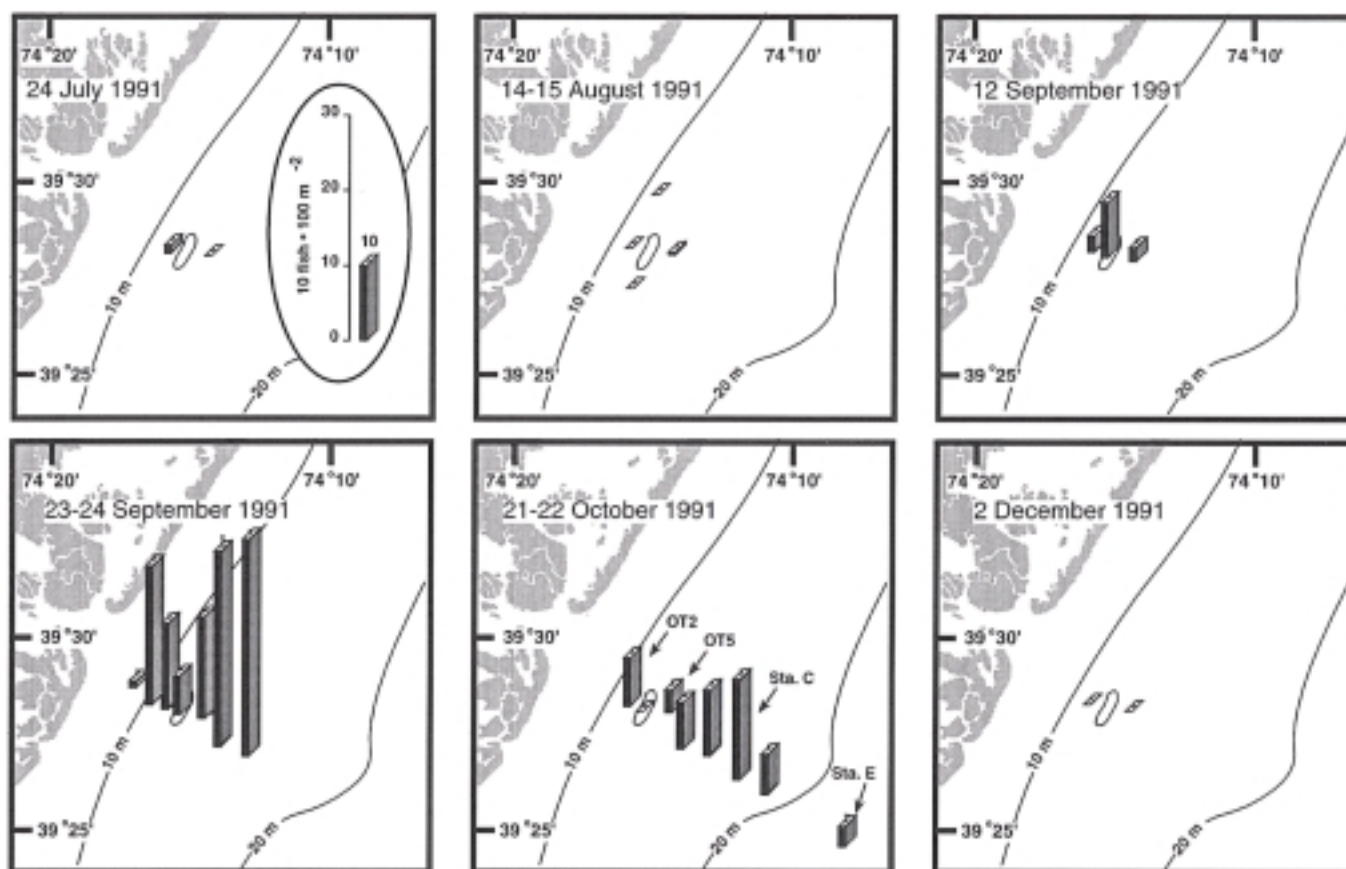 74°20'
74°10'
24 July 1991
39°30'
39°25'
10 m
20 m
10 fish • 100 m -2
30
20
10
0
10
74°20'
74°10'
14-15 August 1991
39°30'
39°25'
10 m
20 m
74°20'
74°10'
12 September 1991
39°30'
39°25'
10 m
20 m
74°20'
74°10'
23-24 September 1991
39°30'
39°25'
10 m
20 m
74°20'
74°10'
21-22 October 1991
39°30'
39°25'
OT2
OT5
Sta. C
Sta. E
10 m
20 m
74°20'
74°10'
2 December 1991
39°30'
39°25'
10 m
20 m